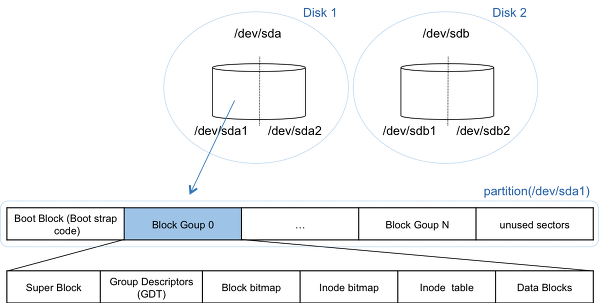 Disk 1
Disk 2
/dev/sda
/dev/sdb
/dev/sda1
/dev/sda2
/dev/sdb1
/dev/sdb2
partition(/dev/sda1)
Boot Block (Boot strap
code)
Block Goup 0
...
Block Goup N
unused sectors
Super Block
Group Descriptors
(GDT)
Block bitmap
Inode bitmap
Inode table
Data Blocks